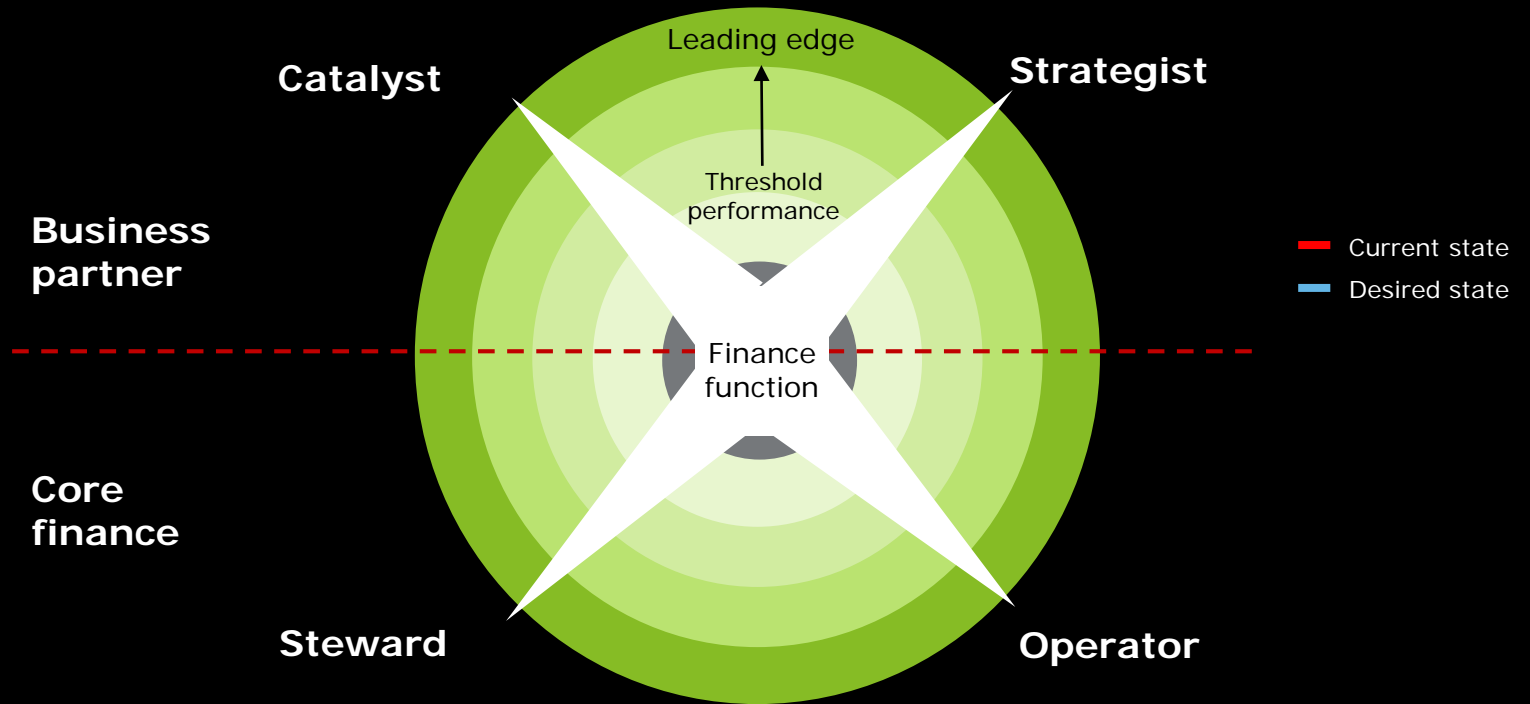 Leading edge
Catalyst
Strategist
Threshold
performance
Business
partner
Current state
Desired state
Finance
function
Core
finance
Steward
Operator